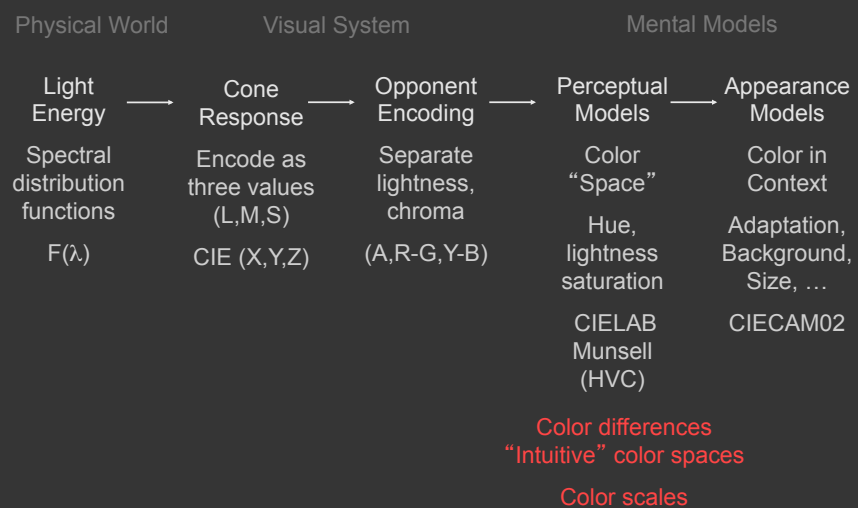 Physical World
Visual System
Mental Models
Light
Energy
Cone
Response
Opponent
Encoding
Perceptual
Models
Appearance
Models
Spectral
distribution
functions
F(λ)
Encode as
three values
(L,M,S)
CIE (X,Y,Z)
Separate
lightness,
chroma
(A,R-G,Y-B)
Color
“Space”
Hue,
lightness
saturation
CIELAB
Munsell
(HVC)
Color in
Context
Adaptation,
Background,
Size, …
CIECAM02
Color differences
“Intuitive” color spaces
Color scales